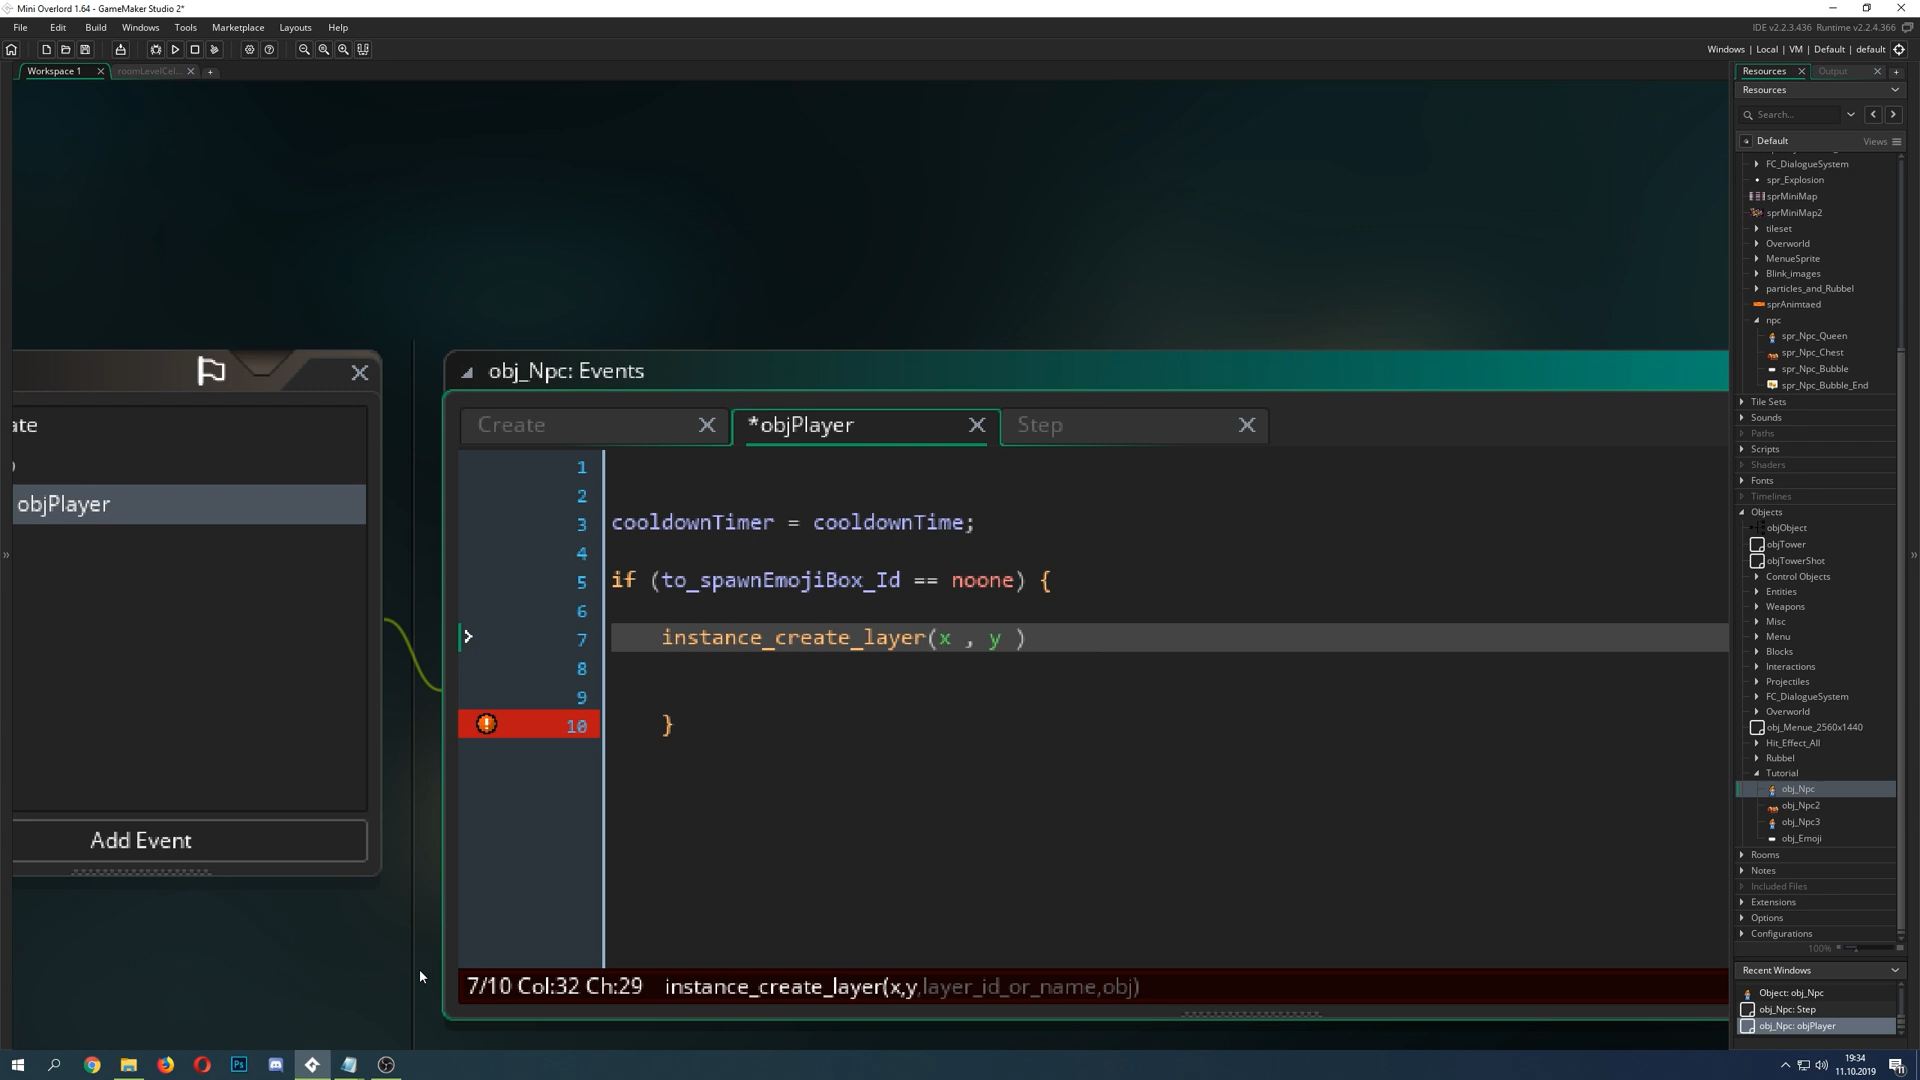 Mini Overlord 1.64 - GameMaker Studio 2*
File Edit Build Windows Tools Marketplace Layouts Help
IDE v2.2.3.436 Runtime v2.2.4.366
Windows | Local | VM | Default | default
Workspace 1
roomLevelCel...
Resources
Output
Resources
Search...
Default
Views
FC_DialogueSystem
spr_Explosion
sprMiniMap
sprMiniMap2
tileset
Overworld
MenueSprite
Blink_images
particles_and_Rubbel
sprAnimtaed
npc
spr_Npc_Queen
spr_Npc_Chest
spr_Npc_Bubble
spr_Npc_Bubble_End
Tile Sets
Sounds
Paths
Scripts
Shaders
Fonts
Timelines
Objects
objObject
objTower
objTowerShot
Control Objects
Entities
Weapons
Misc
Menu
Blocks
Interactions
Projectiles
FC_DialogueSystem
Overworld
obj_Menue_2560x1440
Hit_Effect_All
Rubbel
Tutorial
obj_Npc
obj_Npc2
obj_Npc3
obj_Emoji
Rooms
Notes
Included Files
Extensions
Options
Configurations
100%
Recent Windows
Object: obj_Npc
obj_Npc: Step
obj_Npc: objPlayer
ate
objPlayer
Add Event
obj_Npc: Events
Create
*objPlayer
Step
1
2
3 cooldownTimer = cooldownTime;
4
5 if (to_spawnEmojiBox_Id == noone) {
6
7 instance_create_layer(x , y )
8
9
10 }
7/10 Col:32 Ch:29 instance_create_layer(x,y,layer_id_or_name,obj)
19:34
11.10.2019